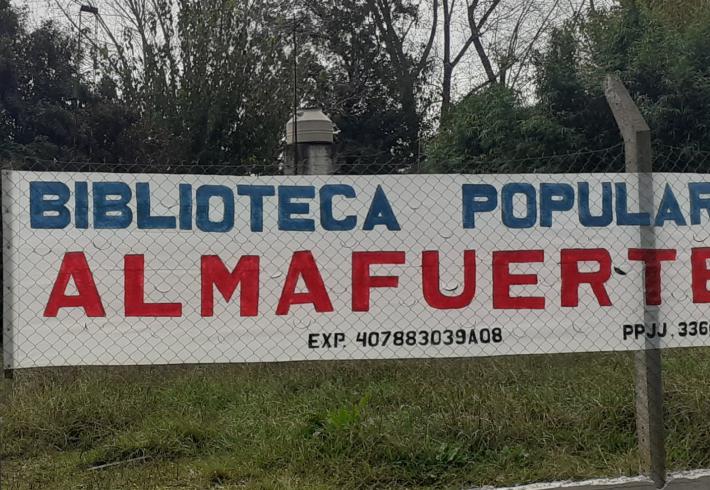 BIBLIOTECA POPULAR
ALMAFUERTE
EXP. 407883039A08 PPJJ. 336